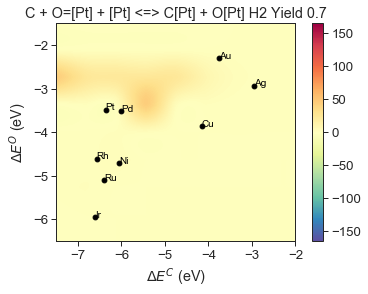 C + O=[Pt] + [Pt] <=> C[Pt] + O[Pt] H2 Yield 0.7
−2
−3
−4
−5
−6
ΔE^O (eV)
Au
Ag
Pt
Pd
Cu
Rh
Ni
Ru
Ir
−7
−6
−5
−4
−3
−2
ΔE^C (eV)
150
100
50
0
−50
−100
−150